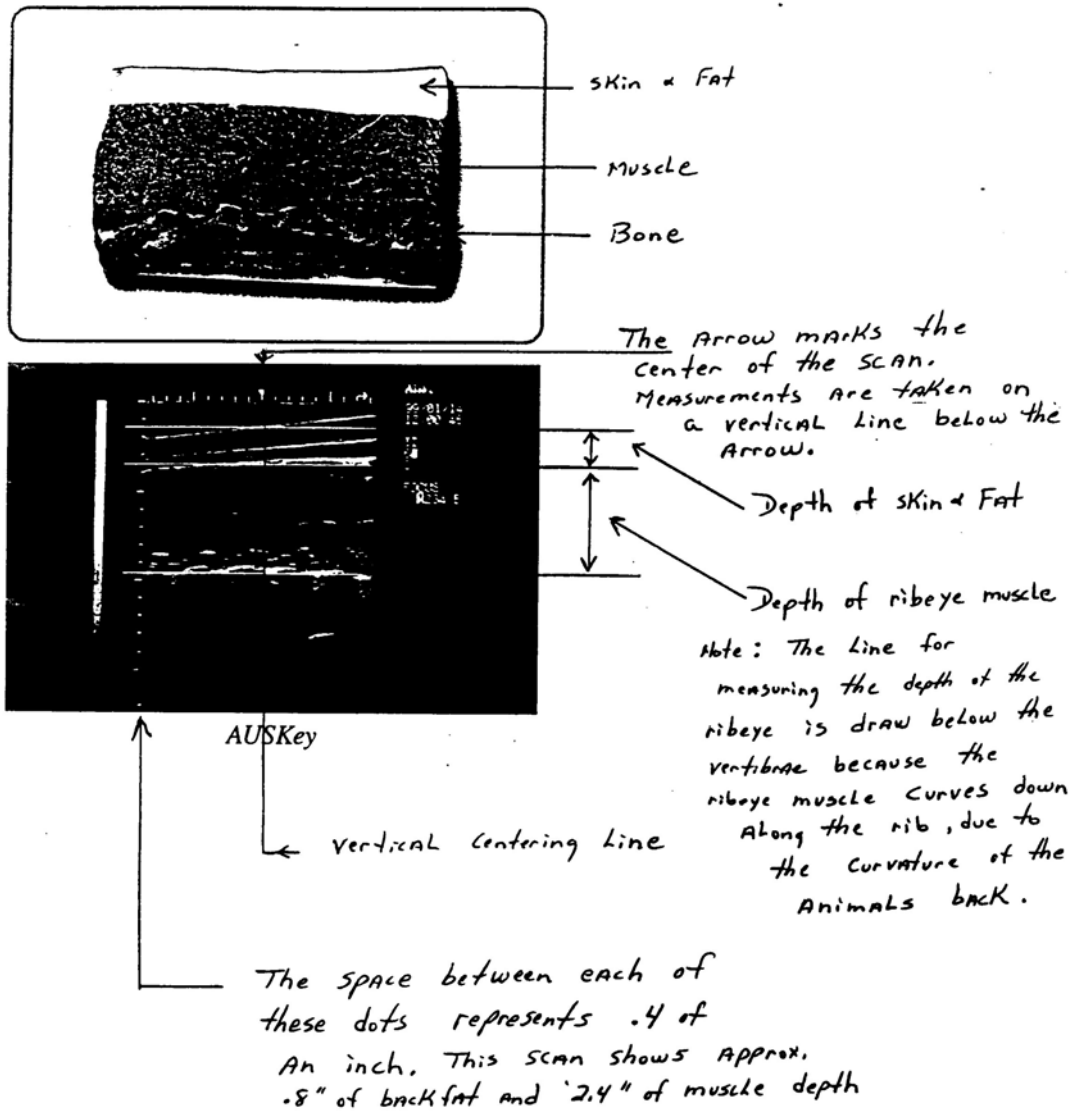 Skin & Fat
Muscle
Bone
The Arrow marks the
center of the scan.
Measurements are taken on
a vertical Line below the
Arrow.
Depth of skin & Fat
Depth of ribeye muscle
Note: The Line for
measuring the depth of the
ribeye is draw below the
vertibrae because the
ribeye muscle curves down
Along the rib, due to
the curvature of the
Animals back.
AUSKey
vertical centering Line
The space between each of
these dots represents .4 of
An inch. This scan shows Approx.
.8" of backfat and 2.4" of muscle depth